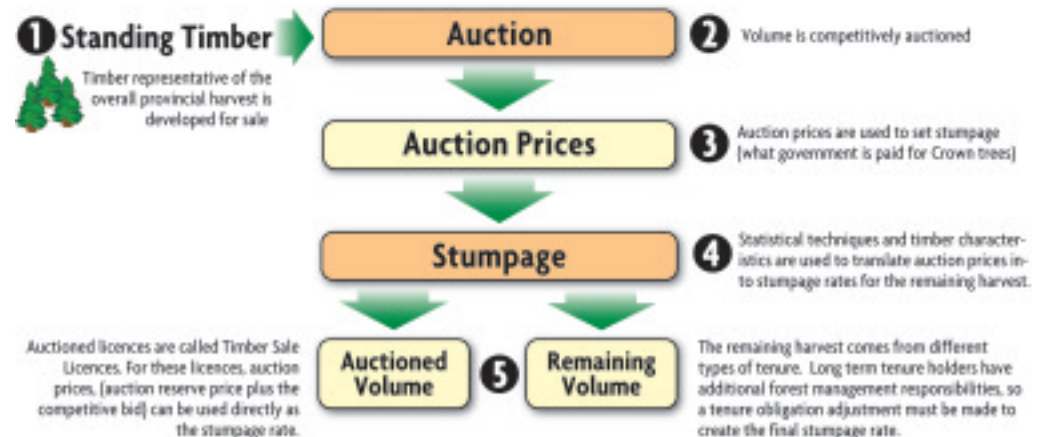 1 Standing Timber
Timber representative of the
overall provincial harvest is
developed for sale
Auction
2 Volume is competitively auctioned
Auction Prices
3 Auction prices are used to set stumpage
(what government is paid for Crown trees)
Stumpage
4 Statistical techniques and timber character-
istics are used to translate auction prices in-
to stumpage rates for the remaining harvest.
Auctioned licences are called Timber Sale
Licences. For these licences, auction
prices, (auction reserve price plus the
competitive bid) can be used directly as
the stumpage rate.
Auctioned
Volume
5
Remaining
Volume
The remaining harvest comes from different
types of tenure. Long term tenure holders have
additional forest management responsibilities, so
a tenure obligation adjustment must be made to
create the final stumpage rate.